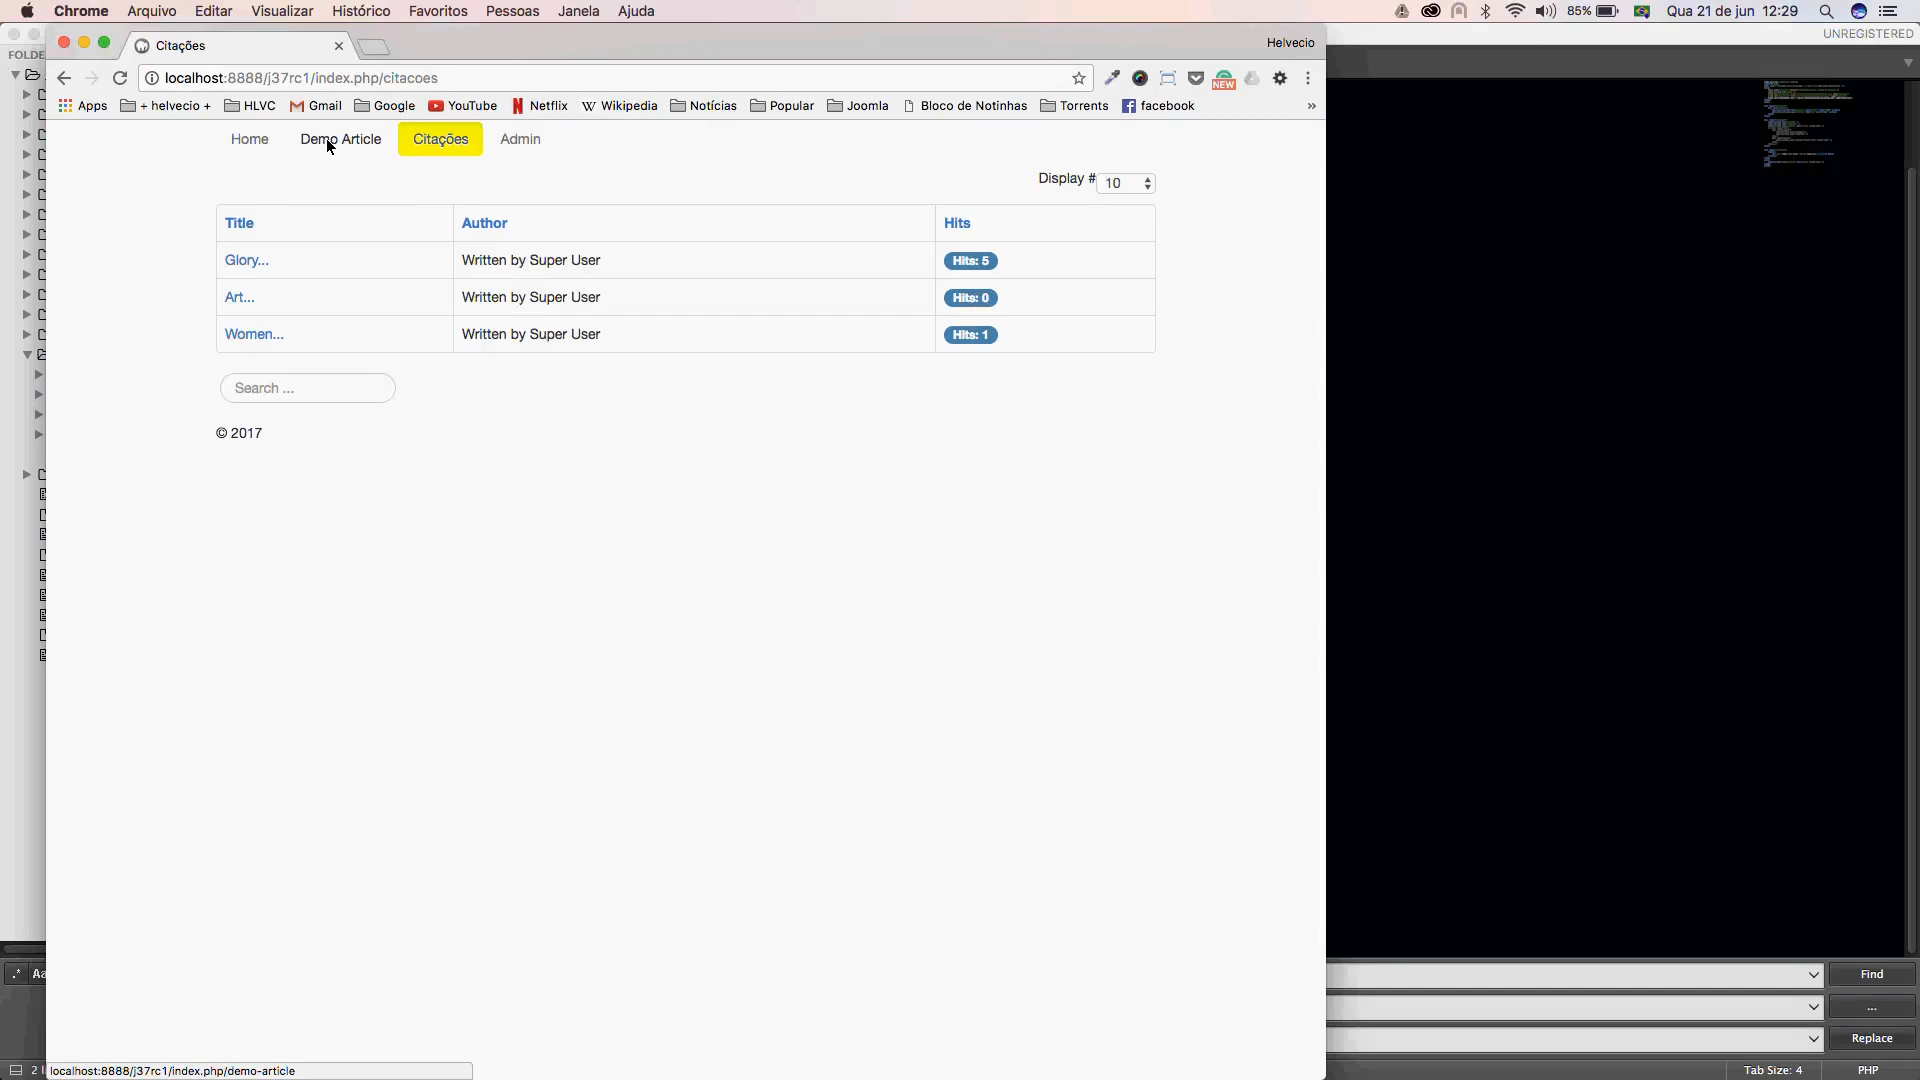 Chrome Arquivo Editar Visualizar Histórico Favoritos Pessoas Janela Ajuda 85% Qua 21 de jun 12:29
UNREGISTERED
Citações Helvecio
FOLDE
localhost:8888/j37rc1/index.php/citacoes NEW
Apps + helvecio + HLVC Gmail Google YouTube Netflix Wikipedia Notícias Popular Joomla Bloco de Notinhas Torrents facebook »
Home Demo Article Citações Admin
Display # 10
Title Author Hits
Glory... Written by Super User Hits: 5
Art... Written by Super User Hits: 0
Women... Written by Super User Hits: 1
Search ...
© 2017
.* Aa Find
...
Replace
2 localhost:8888/j37rc1/index.php/demo-article Tab Size: 4 PHP